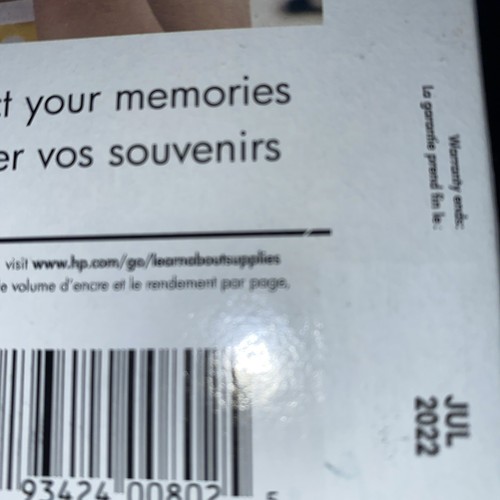 ct your memories
er vos souvenirs
visit www.hp.com/go/learnaboutsupplies
e volume d'encre et le rendement par page,
93424 00802 5
Warranty ends:
La garantie prend fin le:
JUL
2022